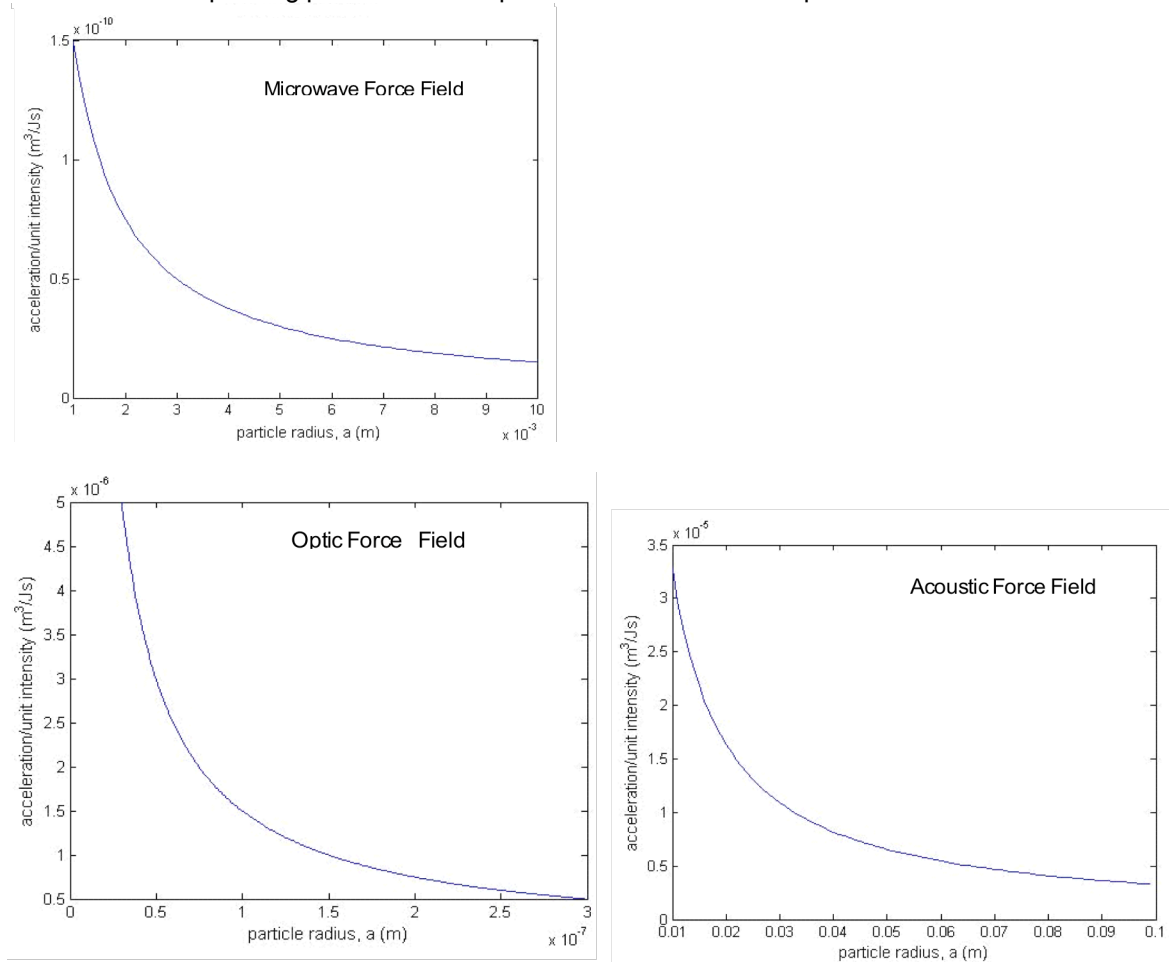 x 10⁻¹⁰
1.5
Microwave Force Field
1
0.5
0
acceleration/unit intensity (m³/Js)
1 2 3 4 5 6 7 8 9 10
particle radius, a (m)
x 10⁻³
x 10⁻⁶
5
Optic Force Field
4.5
4
3.5
3
2.5
2
1.5
1
0.5
acceleration/unit intensity (m³/Js)
0 0.5 1 1.5 2 2.5 3
particle radius, a (m)
x 10⁻⁷
x 10⁻⁵
3.5
Acoustic Force Field
3
2.5
2
1.5
1
0.5
0
acceleration/unit intensity (m³/Js)
0.01 0.02 0.03 0.04 0.05 0.06 0.07 0.08 0.09 0.1
particle radius, a (m)